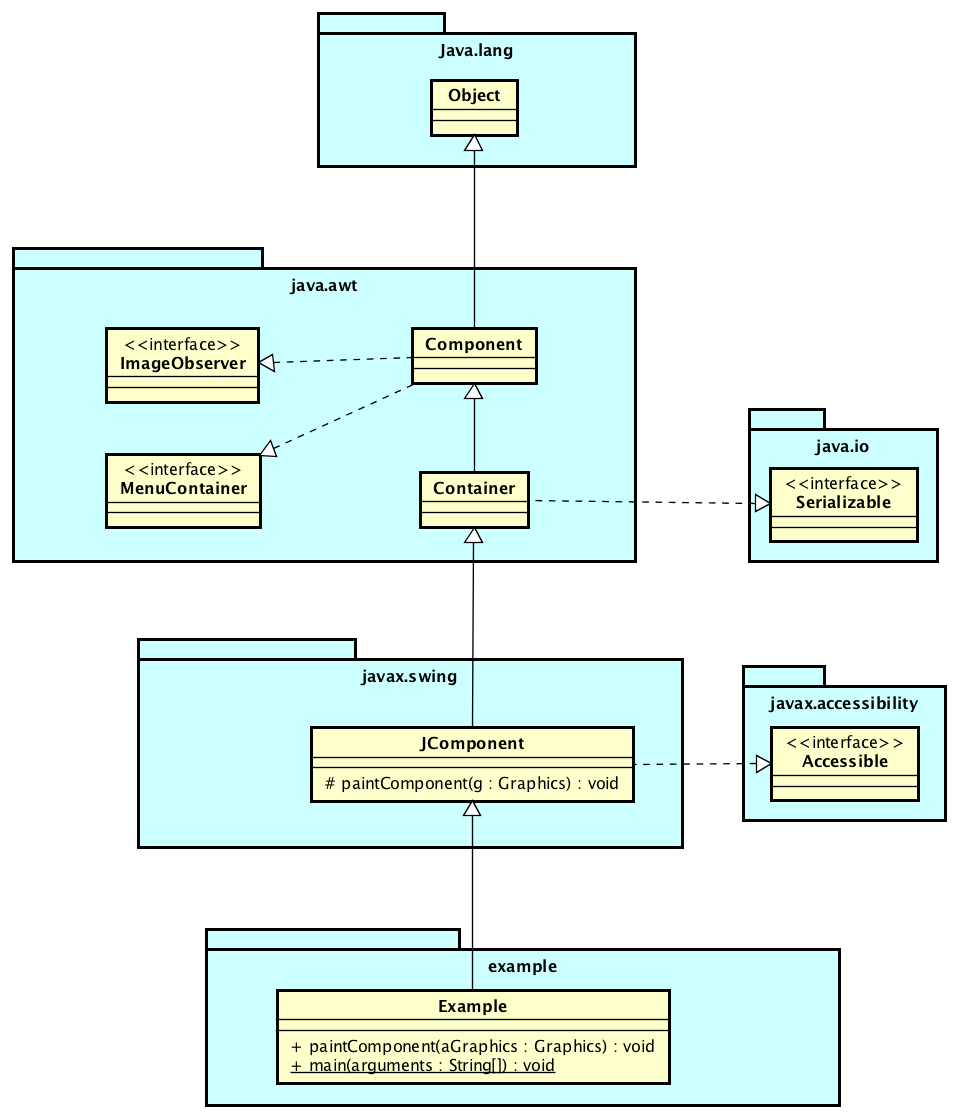 Java.lang
Object
java.awt
<<interface>>
ImageObserver
Component
<<interface>>
MenuContainer
Container
java.io
<<interface>>
Serializable
javax.swing
JComponent
# paintComponent(g : Graphics) : void
javax.accessibility
<<interface>>
Accessible
example
Example
+ paintComponent(aGraphics : Graphics) : void
+ main(arguments : String[]) : void